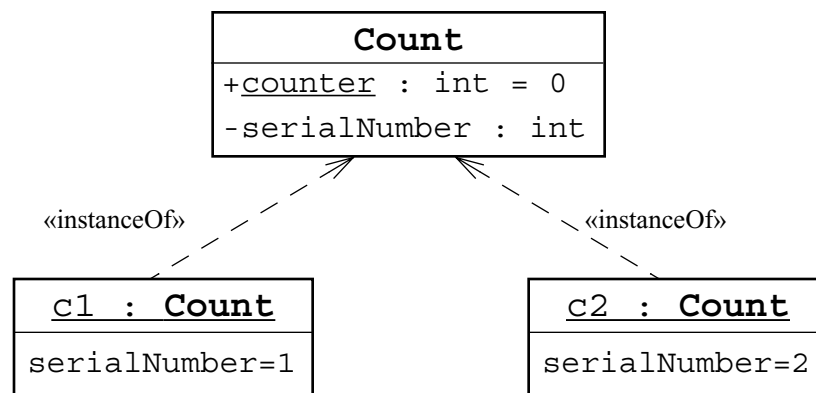 Count
+counter : int = 0
-serialNumber : int
«instanceOf» «instanceOf»
c1 : Count c2 : Count
serialNumber=1 serialNumber=2